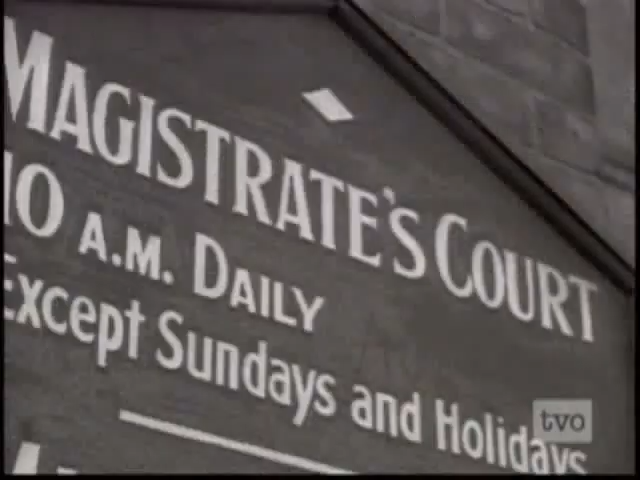 MAGISTRATE'S COURT
10 A.M. DAILY
Except Sundays and Holidays
tvo